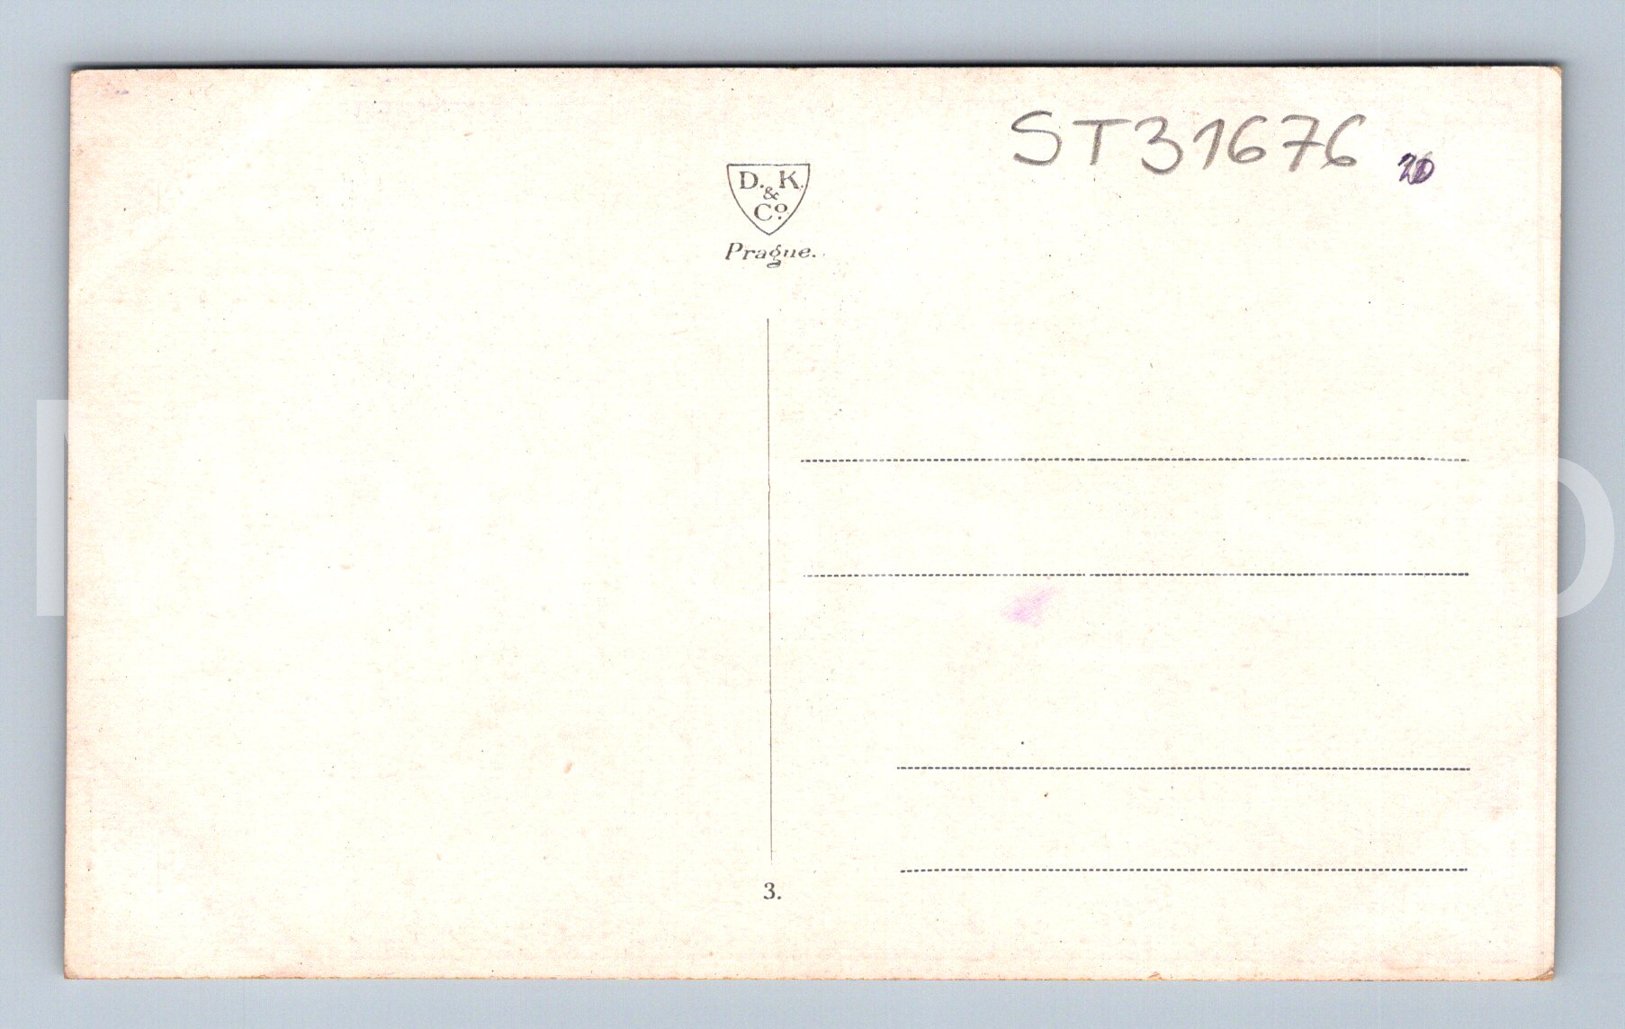 ST31676
20
D. K.
&
Cº
Prague.
3.